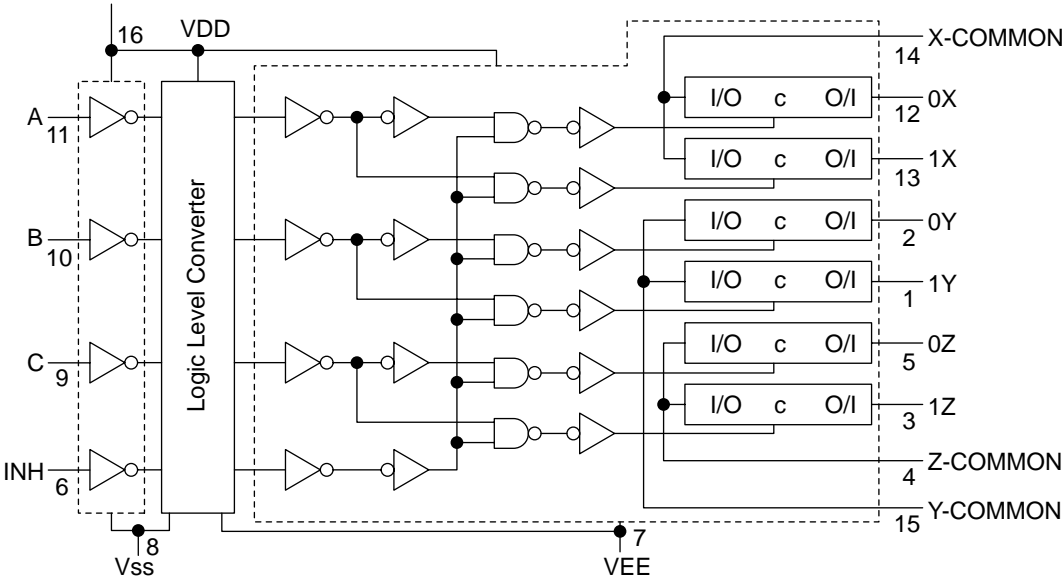 16
VDD
A
11
B
10
C
9
INH
6
Logic Level Converter
8
Vss
7
VEE
X-COMMON
14
I/O c O/I
0X
12
I/O c O/I
1X
13
I/O c O/I
0Y
2
I/O c O/I
1Y
1
I/O c O/I
0Z
5
I/O c O/I
1Z
3
Z-COMMON
4
Y-COMMON
15